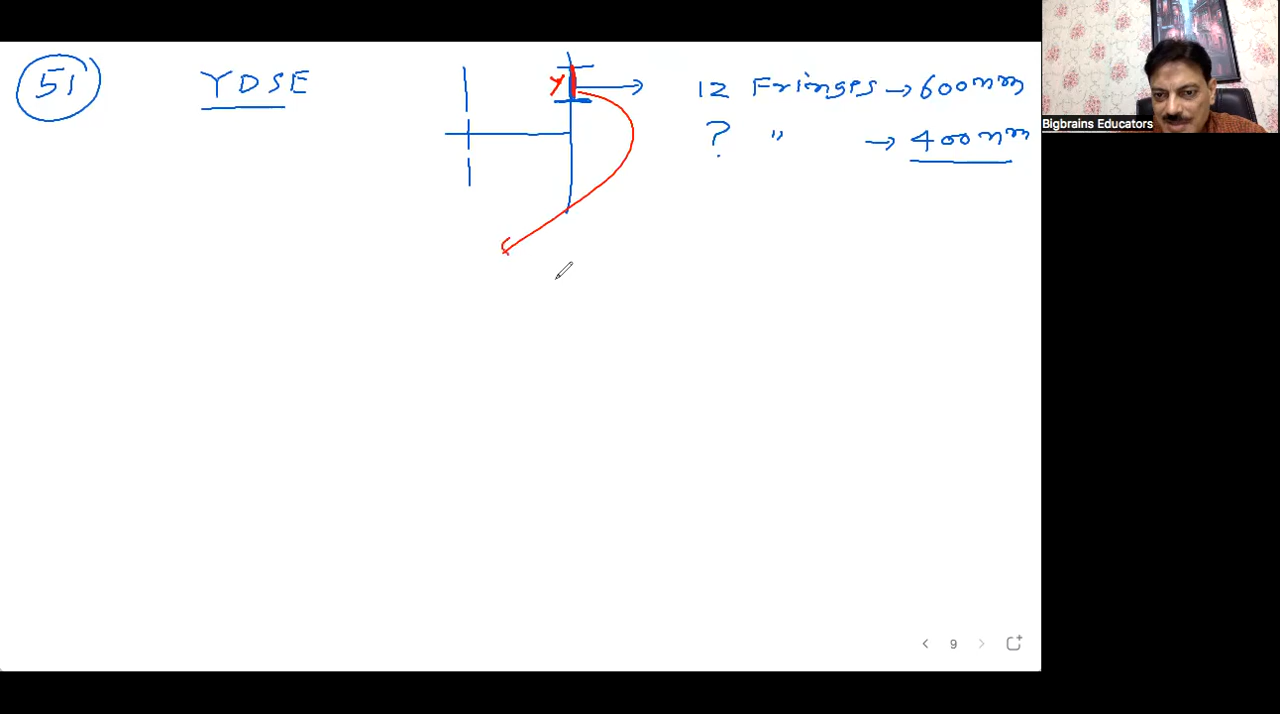 51
YDSE
Y
12 Fringes → 600nm
? " → 400nm
Bigbrains Educators
< 9 >